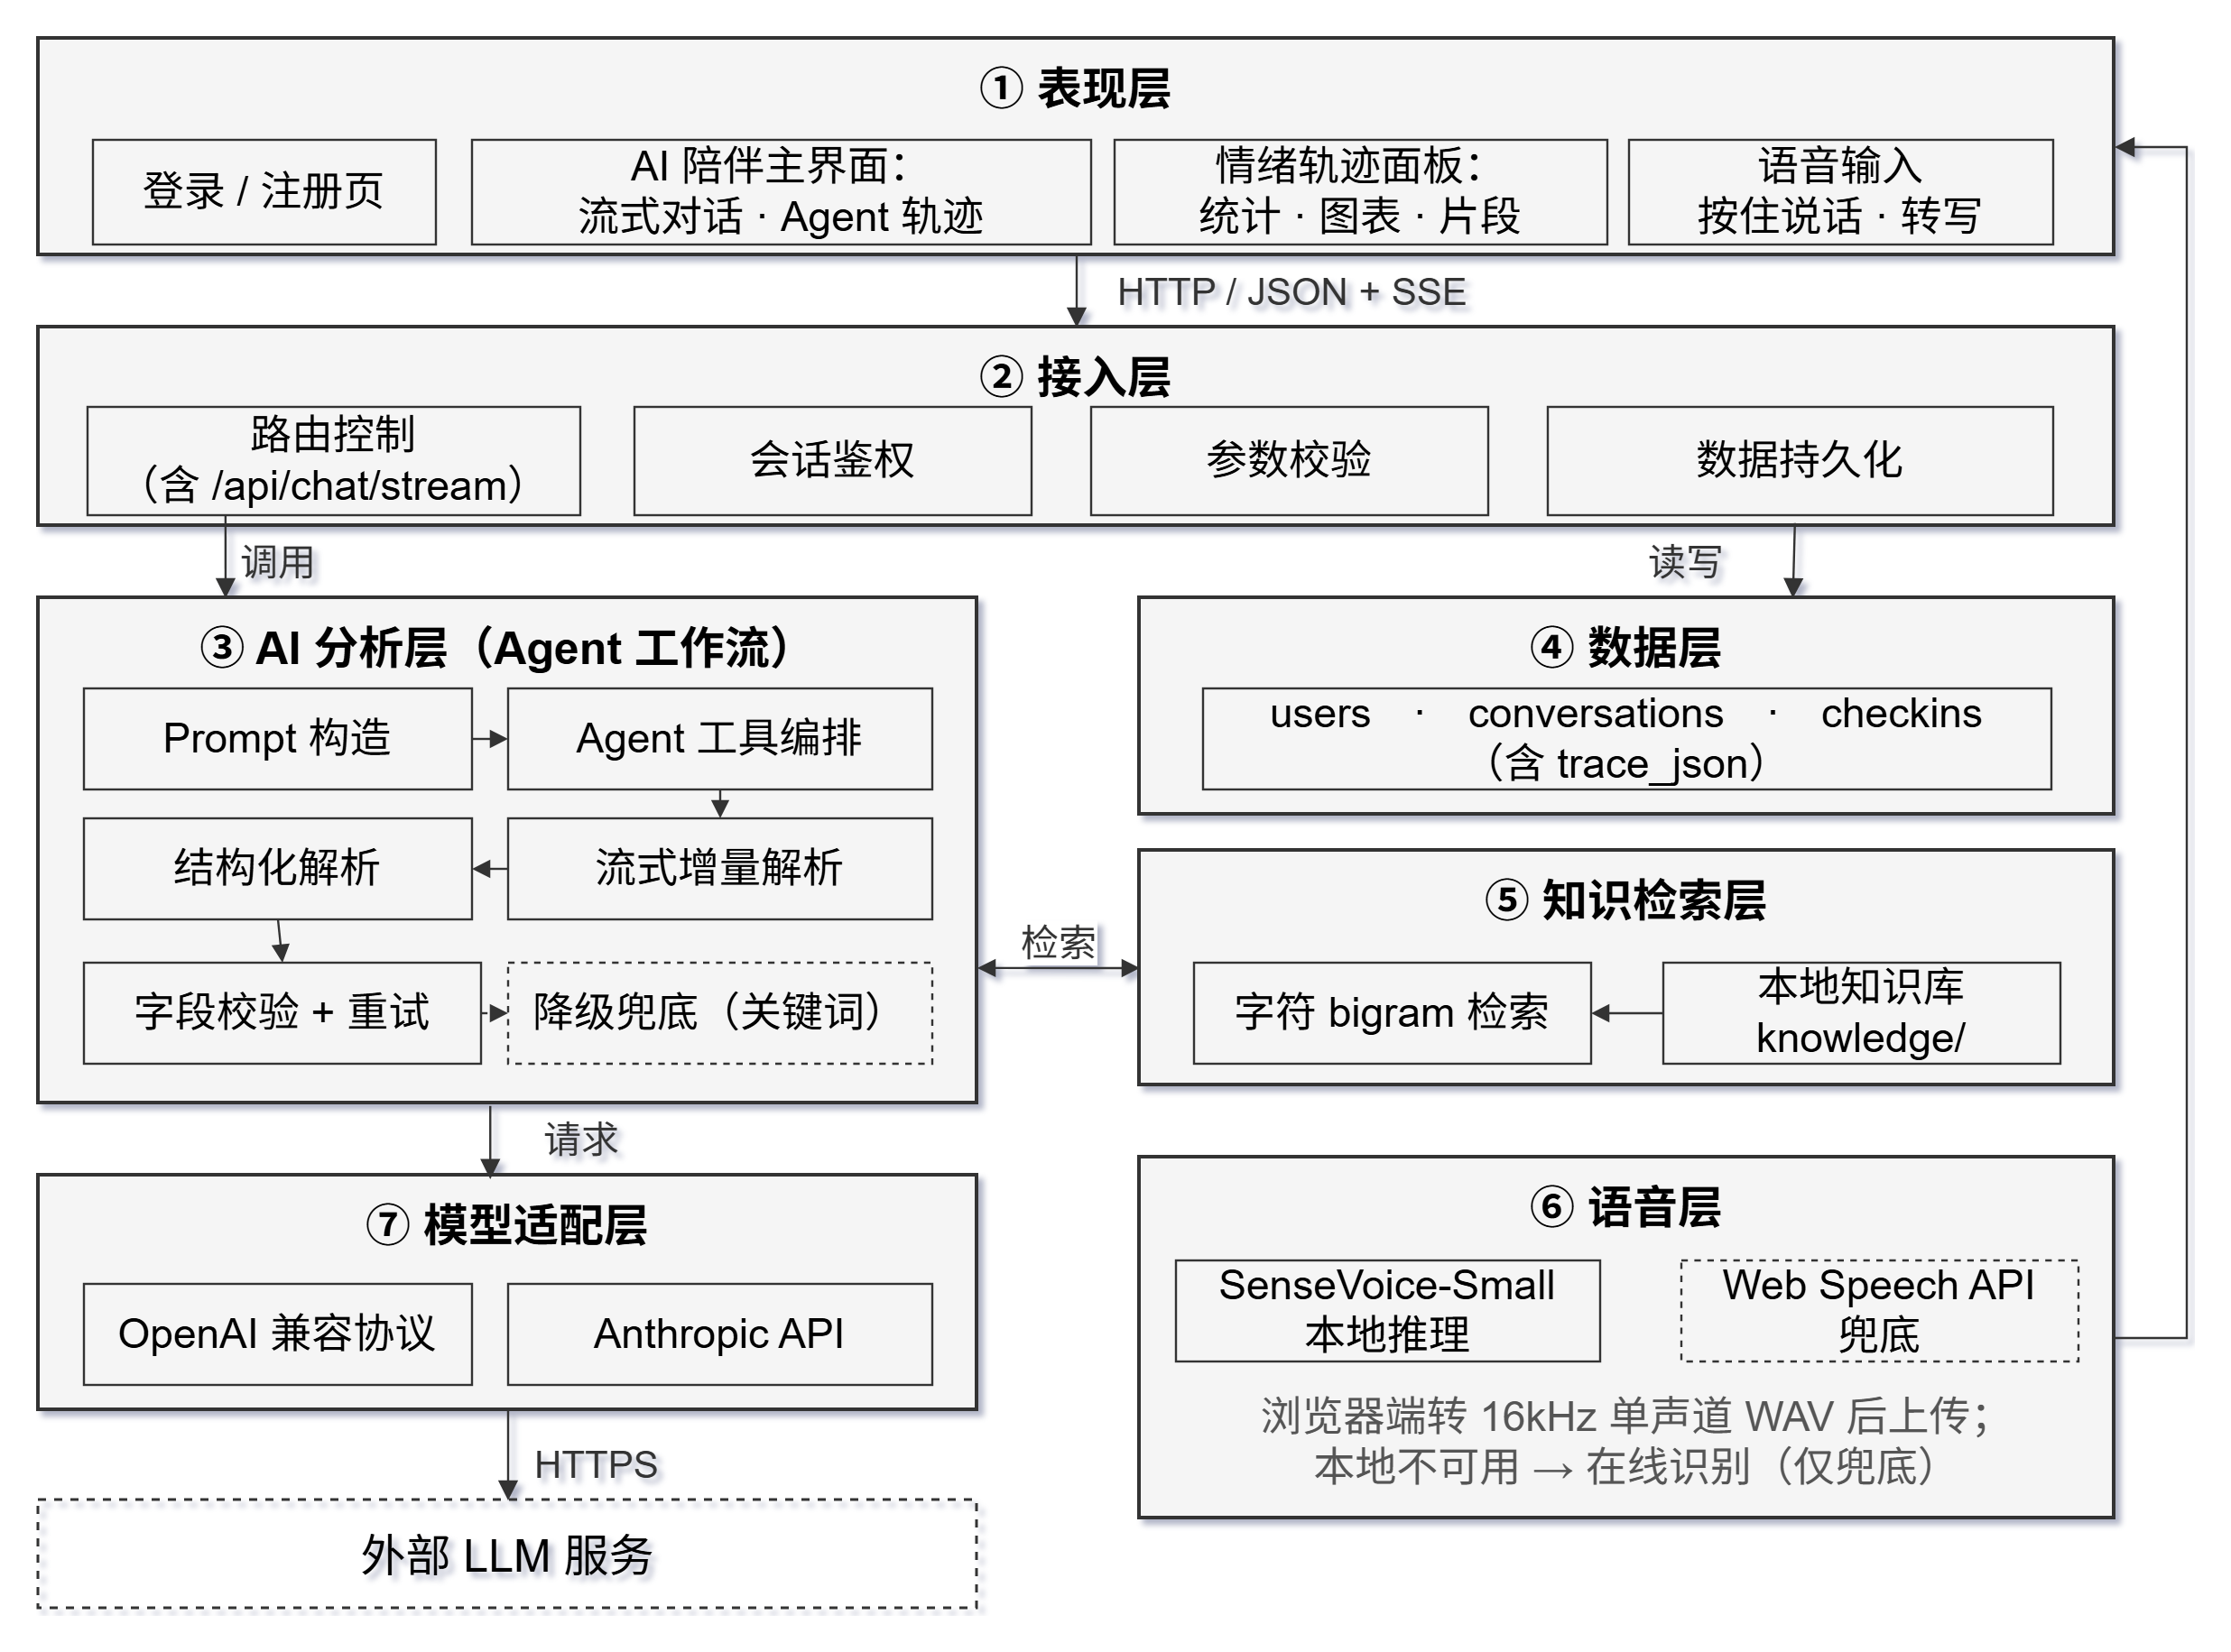 ① 表现层
登录 / 注册页
AI 陪伴主界面：
流式对话 · Agent 轨迹
情绪轨迹面板：
统计 · 图表 · 片段
语音输入
按住说话 · 转写
HTTP / JSON + SSE
② 接入层
路由控制
（含 /api/chat/stream）
会话鉴权
参数校验
数据持久化
调用
读写
③ AI 分析层（Agent 工作流）
Prompt 构造
Agent 工具编排
结构化解析
流式增量解析
字段校验 + 重试
降级兜底（关键词）
④ 数据层
users · conversations · checkins
（含 trace_json）
检索
⑤ 知识检索层
字符 bigram 检索
本地知识库
knowledge/
请求
⑦ 模型适配层
OpenAI 兼容协议
Anthropic API
⑥ 语音层
SenseVoice-Small
本地推理
Web Speech API
兜底
浏览器端转 16kHz 单声道 WAV 后上传；
本地不可用 → 在线识别（仅兜底）
HTTPS
外部 LLM 服务